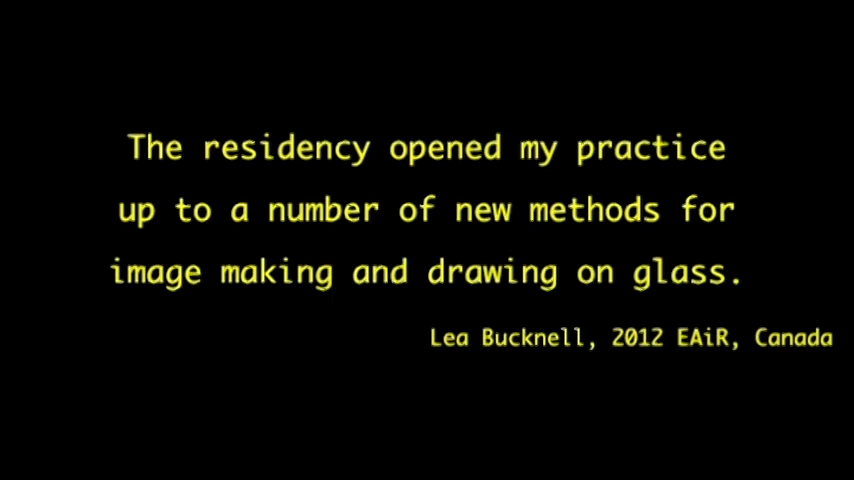 The residency opened my practice
up to a number of new methods for
image making and drawing on glass.
Lea Bucknell, 2012 EAiR, Canada